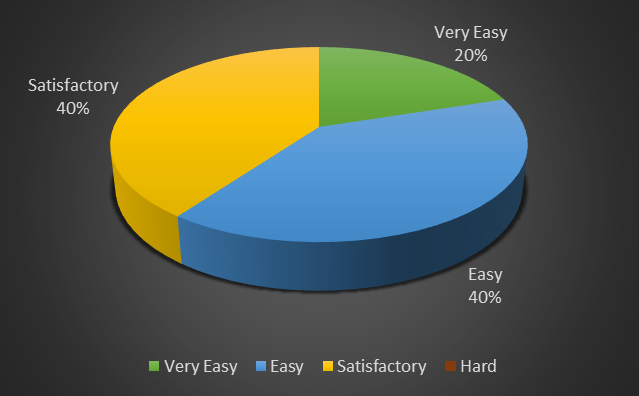 Very Easy
20%
Satisfactory
40%
Easy
40%
Very Easy Easy Satisfactory Hard